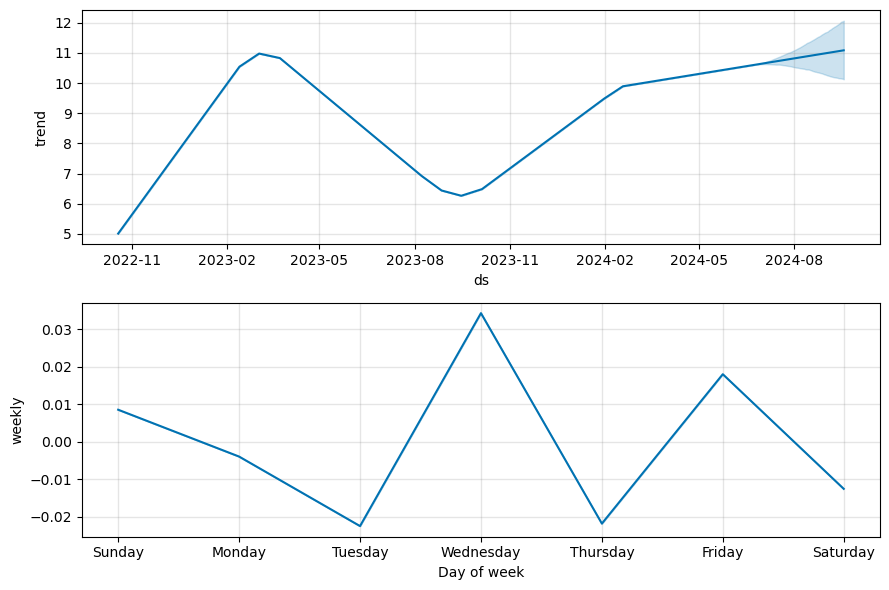 12
11
10
9
8
7
6
5
trend
2022-11 2023-02 2023-05 2023-08 2023-11 2024-02 2024-05 2024-08
ds
0.03
0.02
0.01
0.00
−0.01
−0.02
weekly
Sunday Monday Tuesday Wednesday Thursday Friday Saturday
Day of week